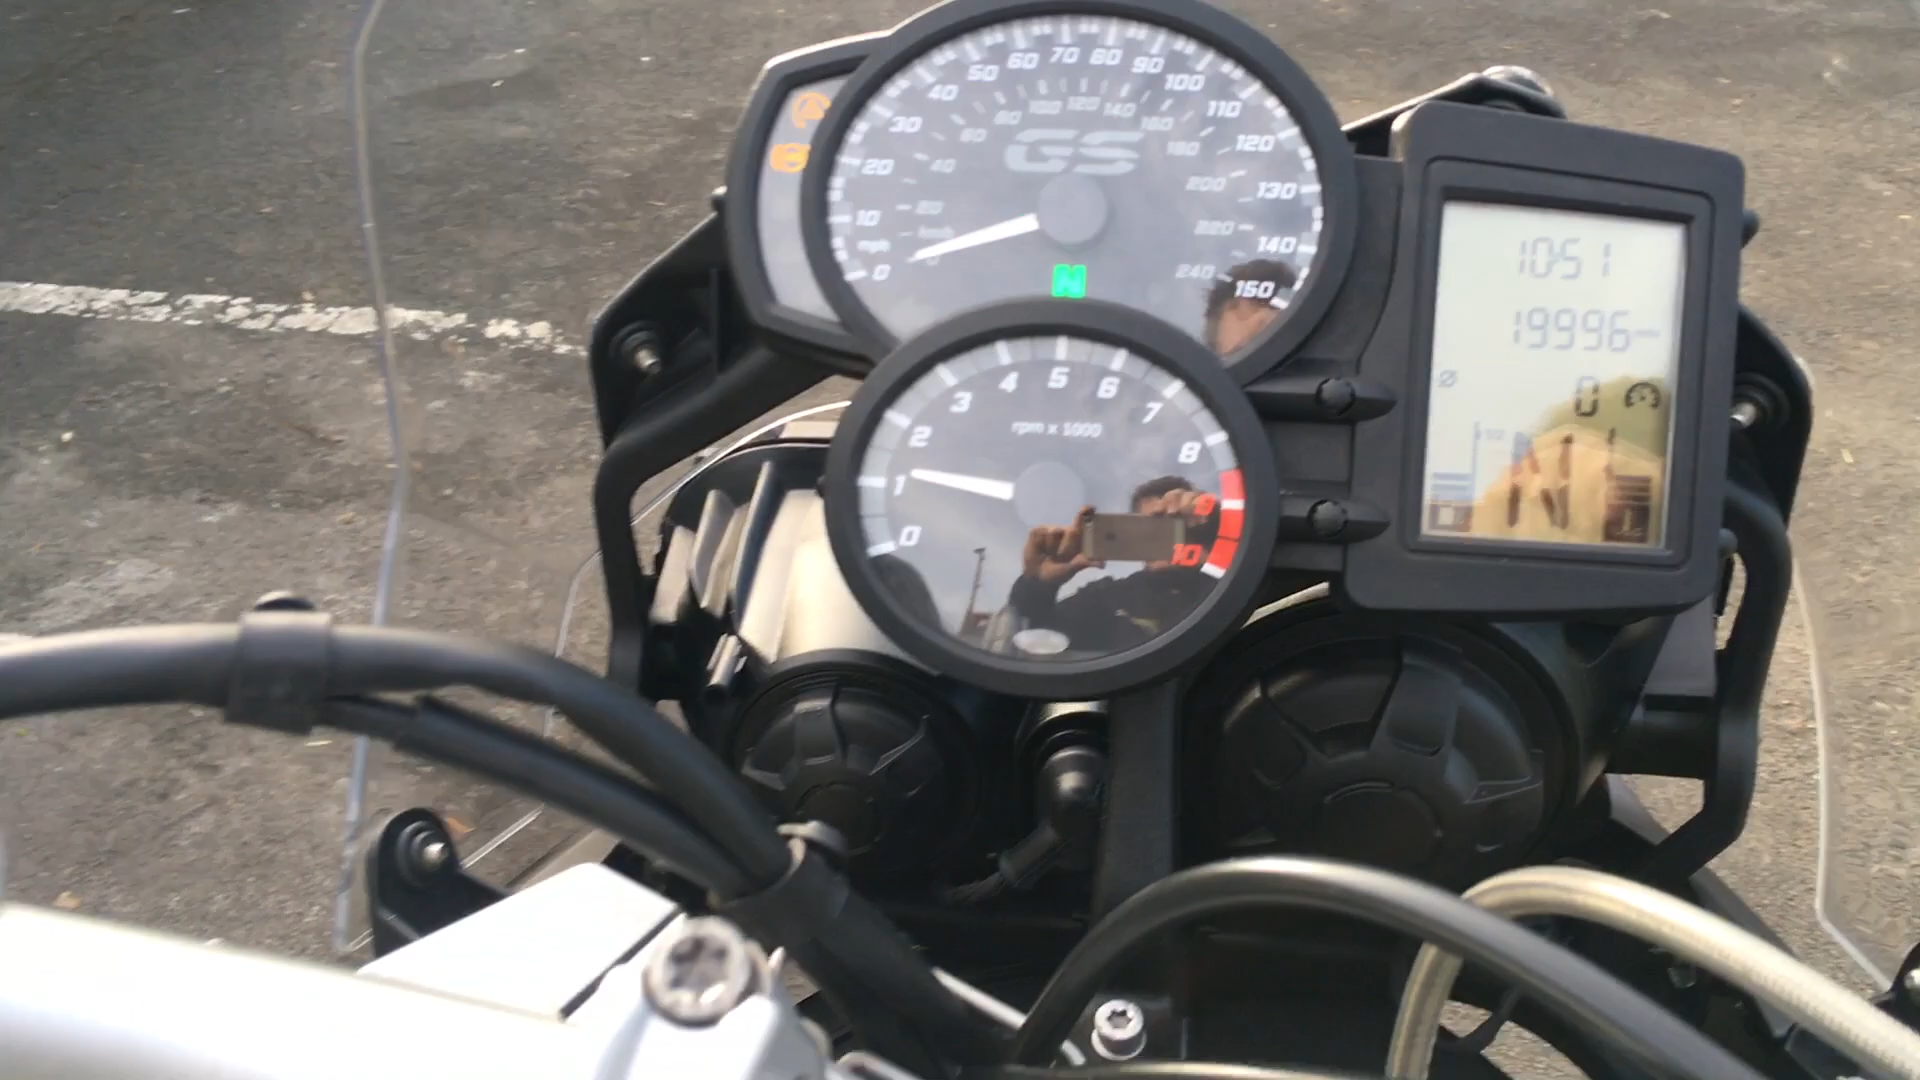 0 10 20 30 40 50 60 70 80 90 100 110 120 130 140 150
mph
20 40 60 80 100 120 140 160 180 200 220 240
km/h
GS
N
0 1 2 3 4 5 6 7 8 9 10
rpm x 1000
10:51
19996
0